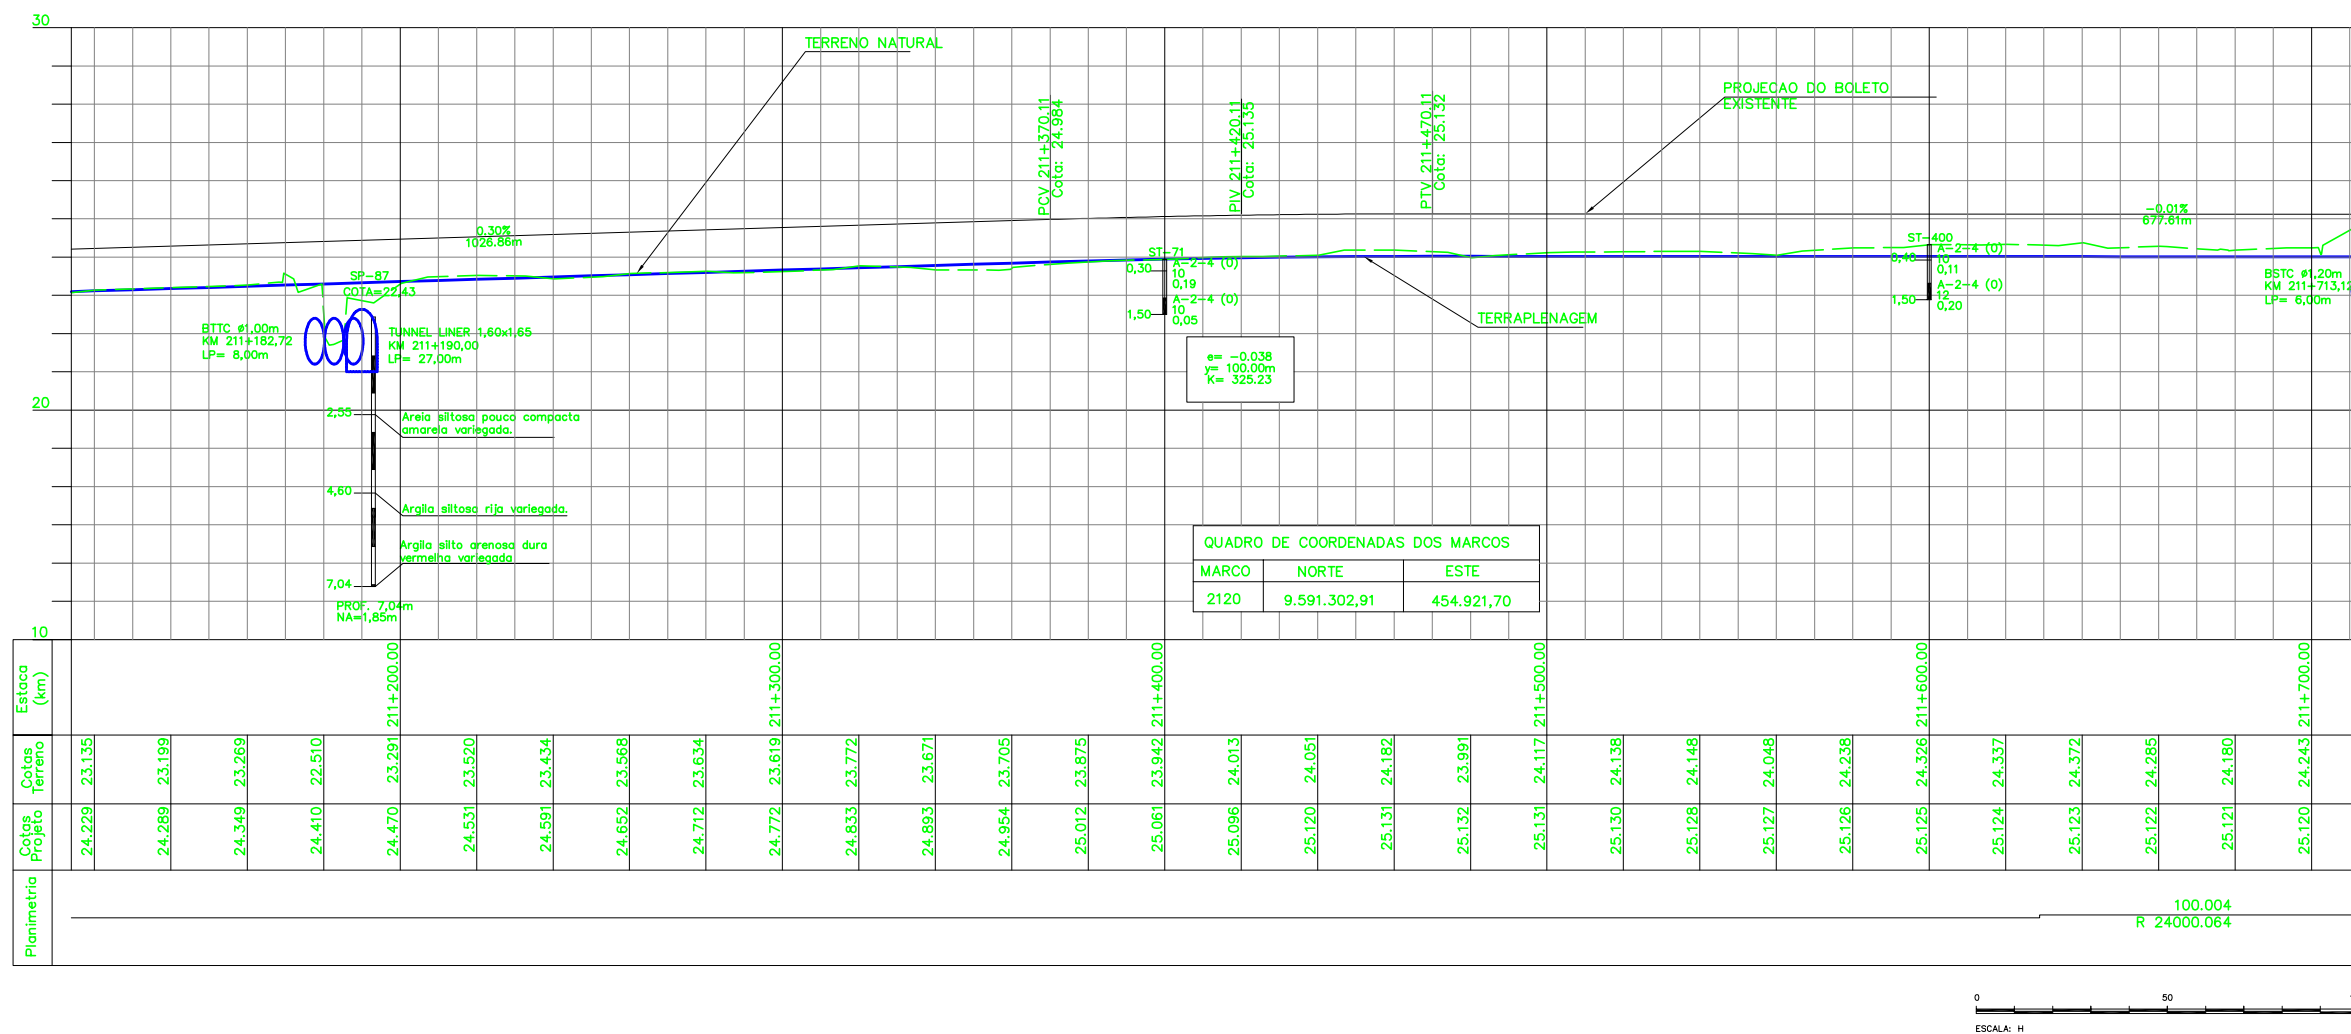 30
TERRENO NATURAL
PCV 211+370.11
Cota: 24.984
PIV 211+420.11
Cota: 25.135
PTV 211+470.11
Cota: 25.132
PROJECAO DO BOLETO
EXISTENTE
0.30%
1026.86m
-0.01%
677.61m
SP-87
COTA=22,43
BTTC ø1.00m
KM 211+182,72
LP= 8,00m
TUNNEL LINER 1,60x1,65
KM 211+190,00
LP= 27,00m
ST-71
0,30
A-2-4 (0)
10
0,19
A-2-4 (0)
10
0,05
1,50
TERRAPLENAGEM
e= -0.038
y= 100.00m
K= 325.23
ST-400
0,40
A-2-4 (0)
10
0,11
A-2-4 (0)
12
0,20
1,50
BSTC ø1,20m
KM 211+713,12
LP= 6,00m
20
2,55
Areia siltosa pouco compacta
amarela variegada.
4,60
Argila siltosa rija variegada.
Argila silto arenosa dura
vermelha variegada
7,04
PROF. 7,04m
NA=1,85m
QUADRO DE COORDENADAS DOS MARCOS
MARCO NORTE ESTE
2120 9.591.302,91 454.921,70
10
Estaca
(km)
211+200.00 211+300.00 211+400.00 211+500.00 211+600.00 211+700.00
Cotas
Terreno
23.135 23.199 23.269 22.510 23.291 23.520 23.434 23.568 23.634 23.619 23.772 23.671 23.705 23.875 23.942 24.013 24.051 24.182 23.991 24.117 24.138 24.148 24.048 24.238 24.326 24.337 24.372 24.285 24.180 24.243
Cotas
Projeto
24.229 24.289 24.349 24.410 24.470 24.531 24.591 24.652 24.712 24.772 24.833 24.893 24.954 25.012 25.061 25.096 25.120 25.131 25.132 25.131 25.130 25.128 25.127 25.126 25.125 25.124 25.123 25.122 25.121 25.120
Planimetria
100.004
R 24000.064
0 50
ESCALA: H